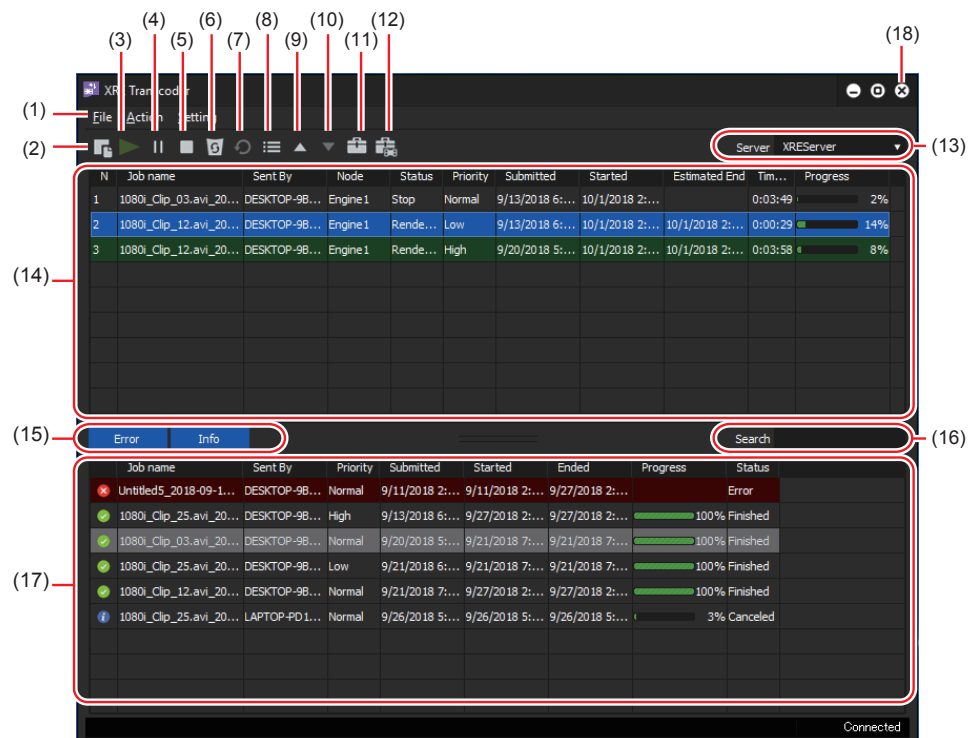 (4) (6) (8) (10) (12)
(3) (5) (7) (9) (11) (18)
XRE Transcoder
(1) File Action Setting
(2) Server XREServer (13)
N Job name Sent By Node Status Priority Submitted Started Estimated End Tim... Progress
1 1080i_Clip_03.avi_20... DESKTOP-9B... Engine1 Stop Normal 9/13/2018 6:... 10/1/2018 2:... 0:03:49 2%
2 1080i_Clip_12.avi_20... DESKTOP-9B... Engine1 Rende... Low 9/13/2018 6:... 10/1/2018 2:... 10/1/2018 2:... 0:00:29 14%
3 1080i_Clip_12.avi_20... DESKTOP-9B... Engine1 Rende... High 9/20/2018 5:... 10/1/2018 2:... 10/1/2018 2:... 0:03:58 8%
(14)
(15) Error Info Search (16)
Job name Sent By Priority Submitted Started Ended Progress Status
Untitled5_2018-09-1... DESKTOP-9B... Normal 9/11/2018 2:... 9/11/2018 2:... 9/27/2018 2:... Error
1080i_Clip_25.avi_20... DESKTOP-9B... High 9/13/2018 6:... 9/27/2018 2:... 9/27/2018 2:... 100% Finished
1080i_Clip_03.avi_20... DESKTOP-9B... Normal 9/20/2018 5:... 9/21/2018 7:... 9/21/2018 7:... 100% Finished
1080i_Clip_25.avi_20... DESKTOP-9B... Low 9/21/2018 6:... 9/21/2018 7:... 9/21/2018 7:... 100% Finished
(17)
1080i_Clip_12.avi_20... DESKTOP-9B... Normal 9/21/2018 7:... 9/27/2018 2:... 9/27/2018 2:... 100% Finished
1080i_Clip_25.avi_20... LAPTOP-PD1... Normal 9/26/2018 5:... 9/26/2018 5:... 9/26/2018 5:... 3% Canceled
Connected